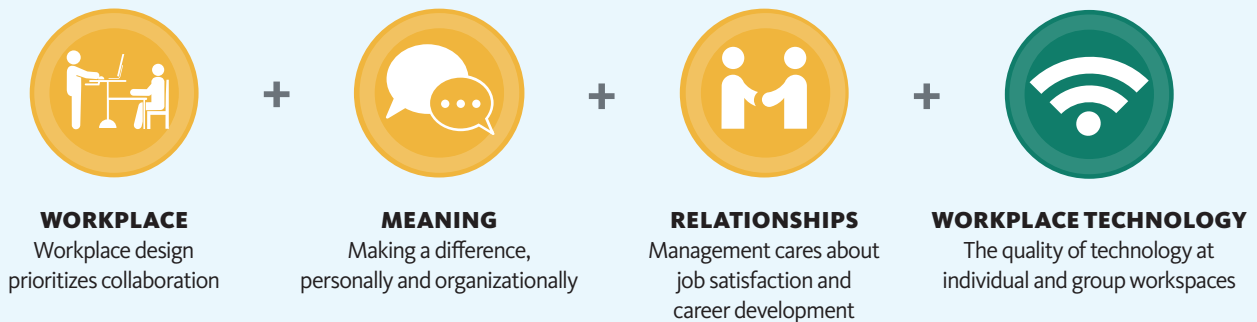 WORKPLACE
Workplace design
prioritizes collaboration
MEANING
Making a difference,
personally and organizationally
RELATIONSHIPS
Management cares about
job satisfaction and
career development
WORKPLACE TECHNOLOGY
The quality of technology at
individual and group workspaces